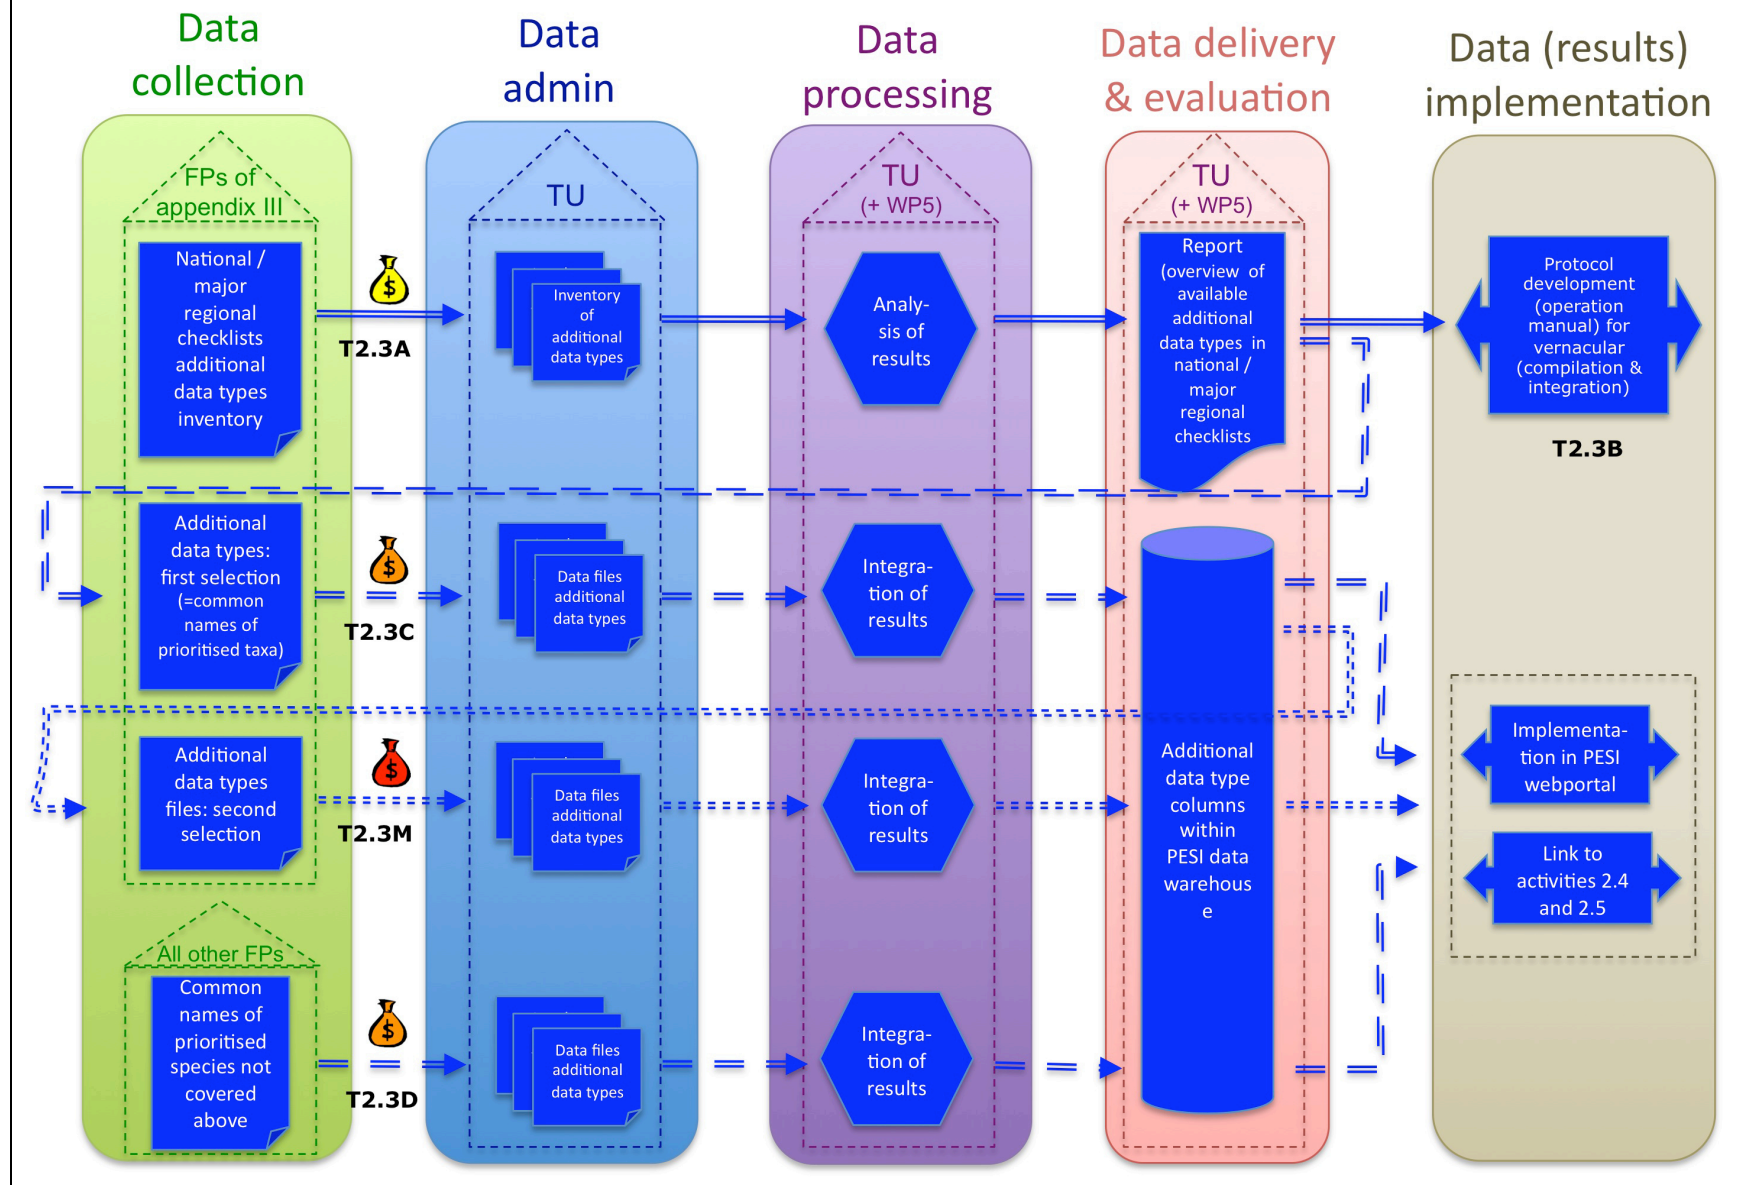 Data
collection
Data
admin
Data
processing
Data delivery
& evaluation
Data (results)
implementation
FPs of
appendix III
TU
TU
(+ WP5)
TU
(+ WP5)
National /
major
regional
checklists
additional
data types
inventory
$
T2.3A
Inventory
of
additional
data types
Analy-
sis of
results
Report
(overview of
available
additional
data types in
national /
major
regional
checklists
Protocol
development
(operation
manual) for
vernacular
(compilation &
integration)
T2.3B
Additional
data types:
first selection
(=common
names of
prioritised taxa)
$
T2.3C
Data files
additional
data types
Integra-
tion of
results
Additional
data types
files: second
selection
$
T2.3M
Data files
additional
data types
Integra-
tion of
results
Additional
data type
columns
within
PESI data
warehous
e
Implementa-
tion in PESI
webportal
Link to
activities 2.4
and 2.5
All other FPs
Common
names of
prioritised
species not
covered
above
$
T2.3D
Data files
additional
data types
Integra-
tion of
results